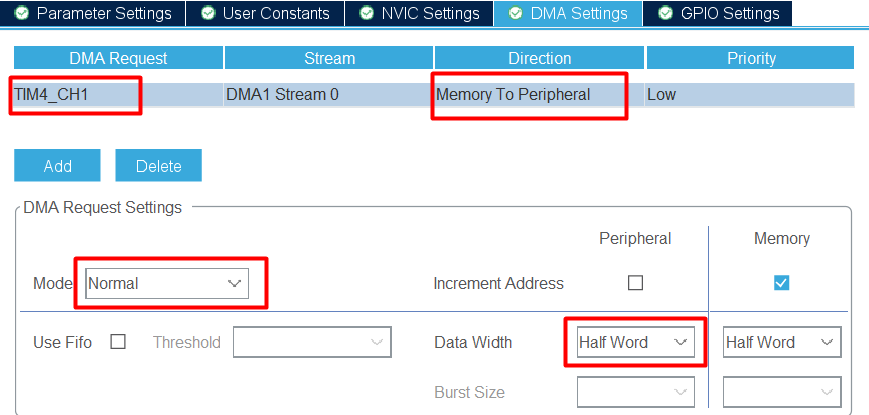 Parameter Settings User Constants NVIC Settings DMA Settings GPIO Settings
DMA Request Stream Direction Priority
TIM4_CH1 DMA1 Stream 0 Memory To Peripheral Low
Add Delete
DMA Request Settings
Peripheral Memory
Mode Normal Increment Address
Use Fifo Threshold Data Width Half Word Half Word
Burst Size